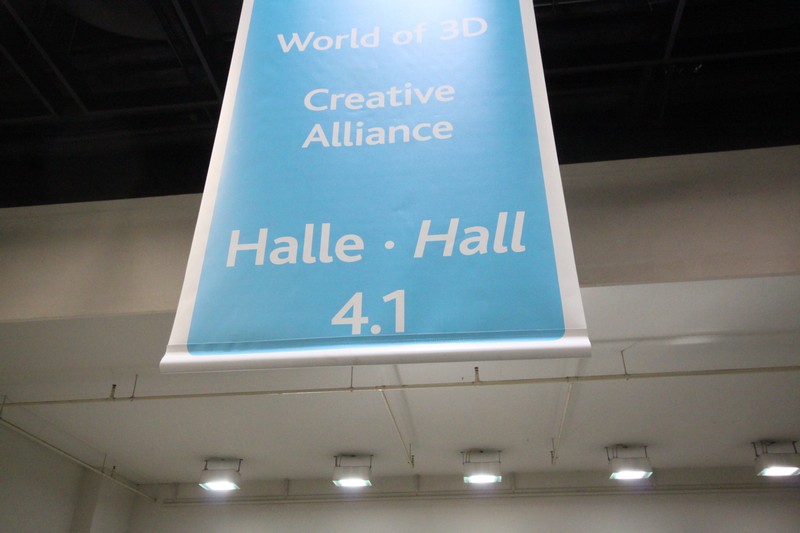 World of 3D
Creative
Alliance
Halle · Hall
4.1